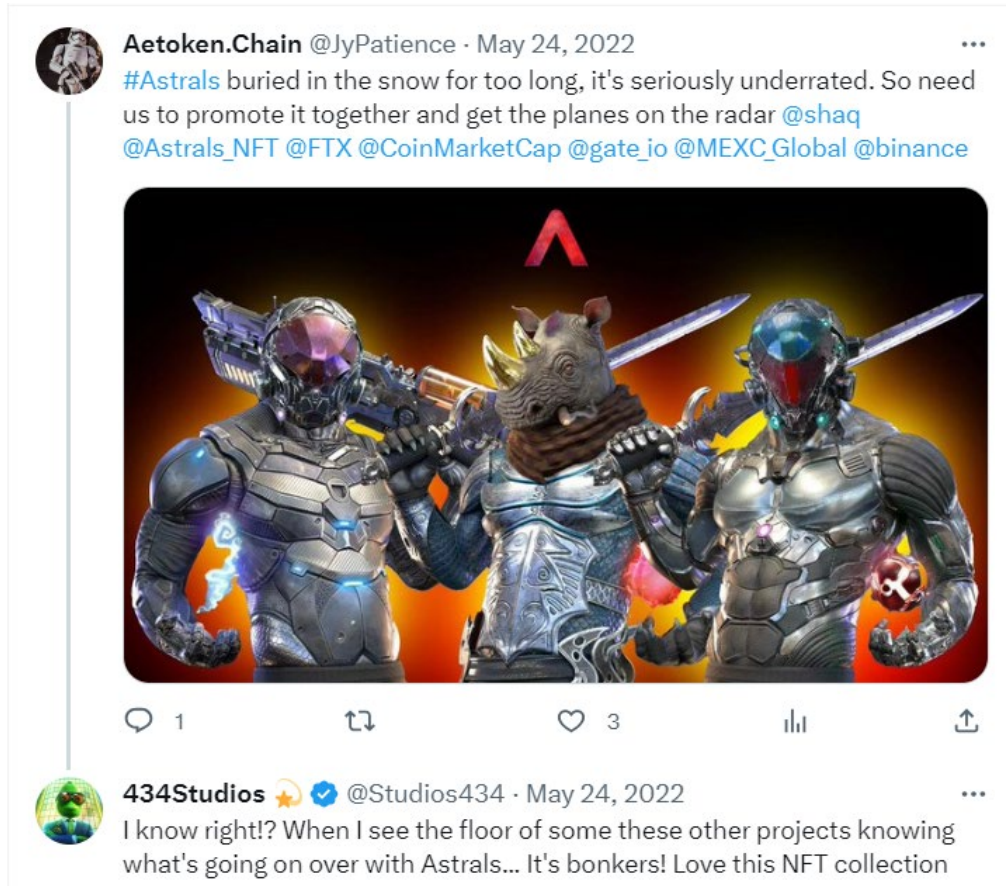 Aetoken.Chain @JyPatience · May 24, 2022
#Astrals buried in the snow for too long, it's seriously underrated. So need
us to promote it together and get the planes on the radar @shaq
@Astrals_NFT @FTX @CoinMarketCap @gate_io @MEXC_Global @binance
1
3
434Studios @Studios434 · May 24, 2022
I know right!? When I see the floor of some these other projects knowing
what's going on over with Astrals... It's bonkers! Love this NFT collection